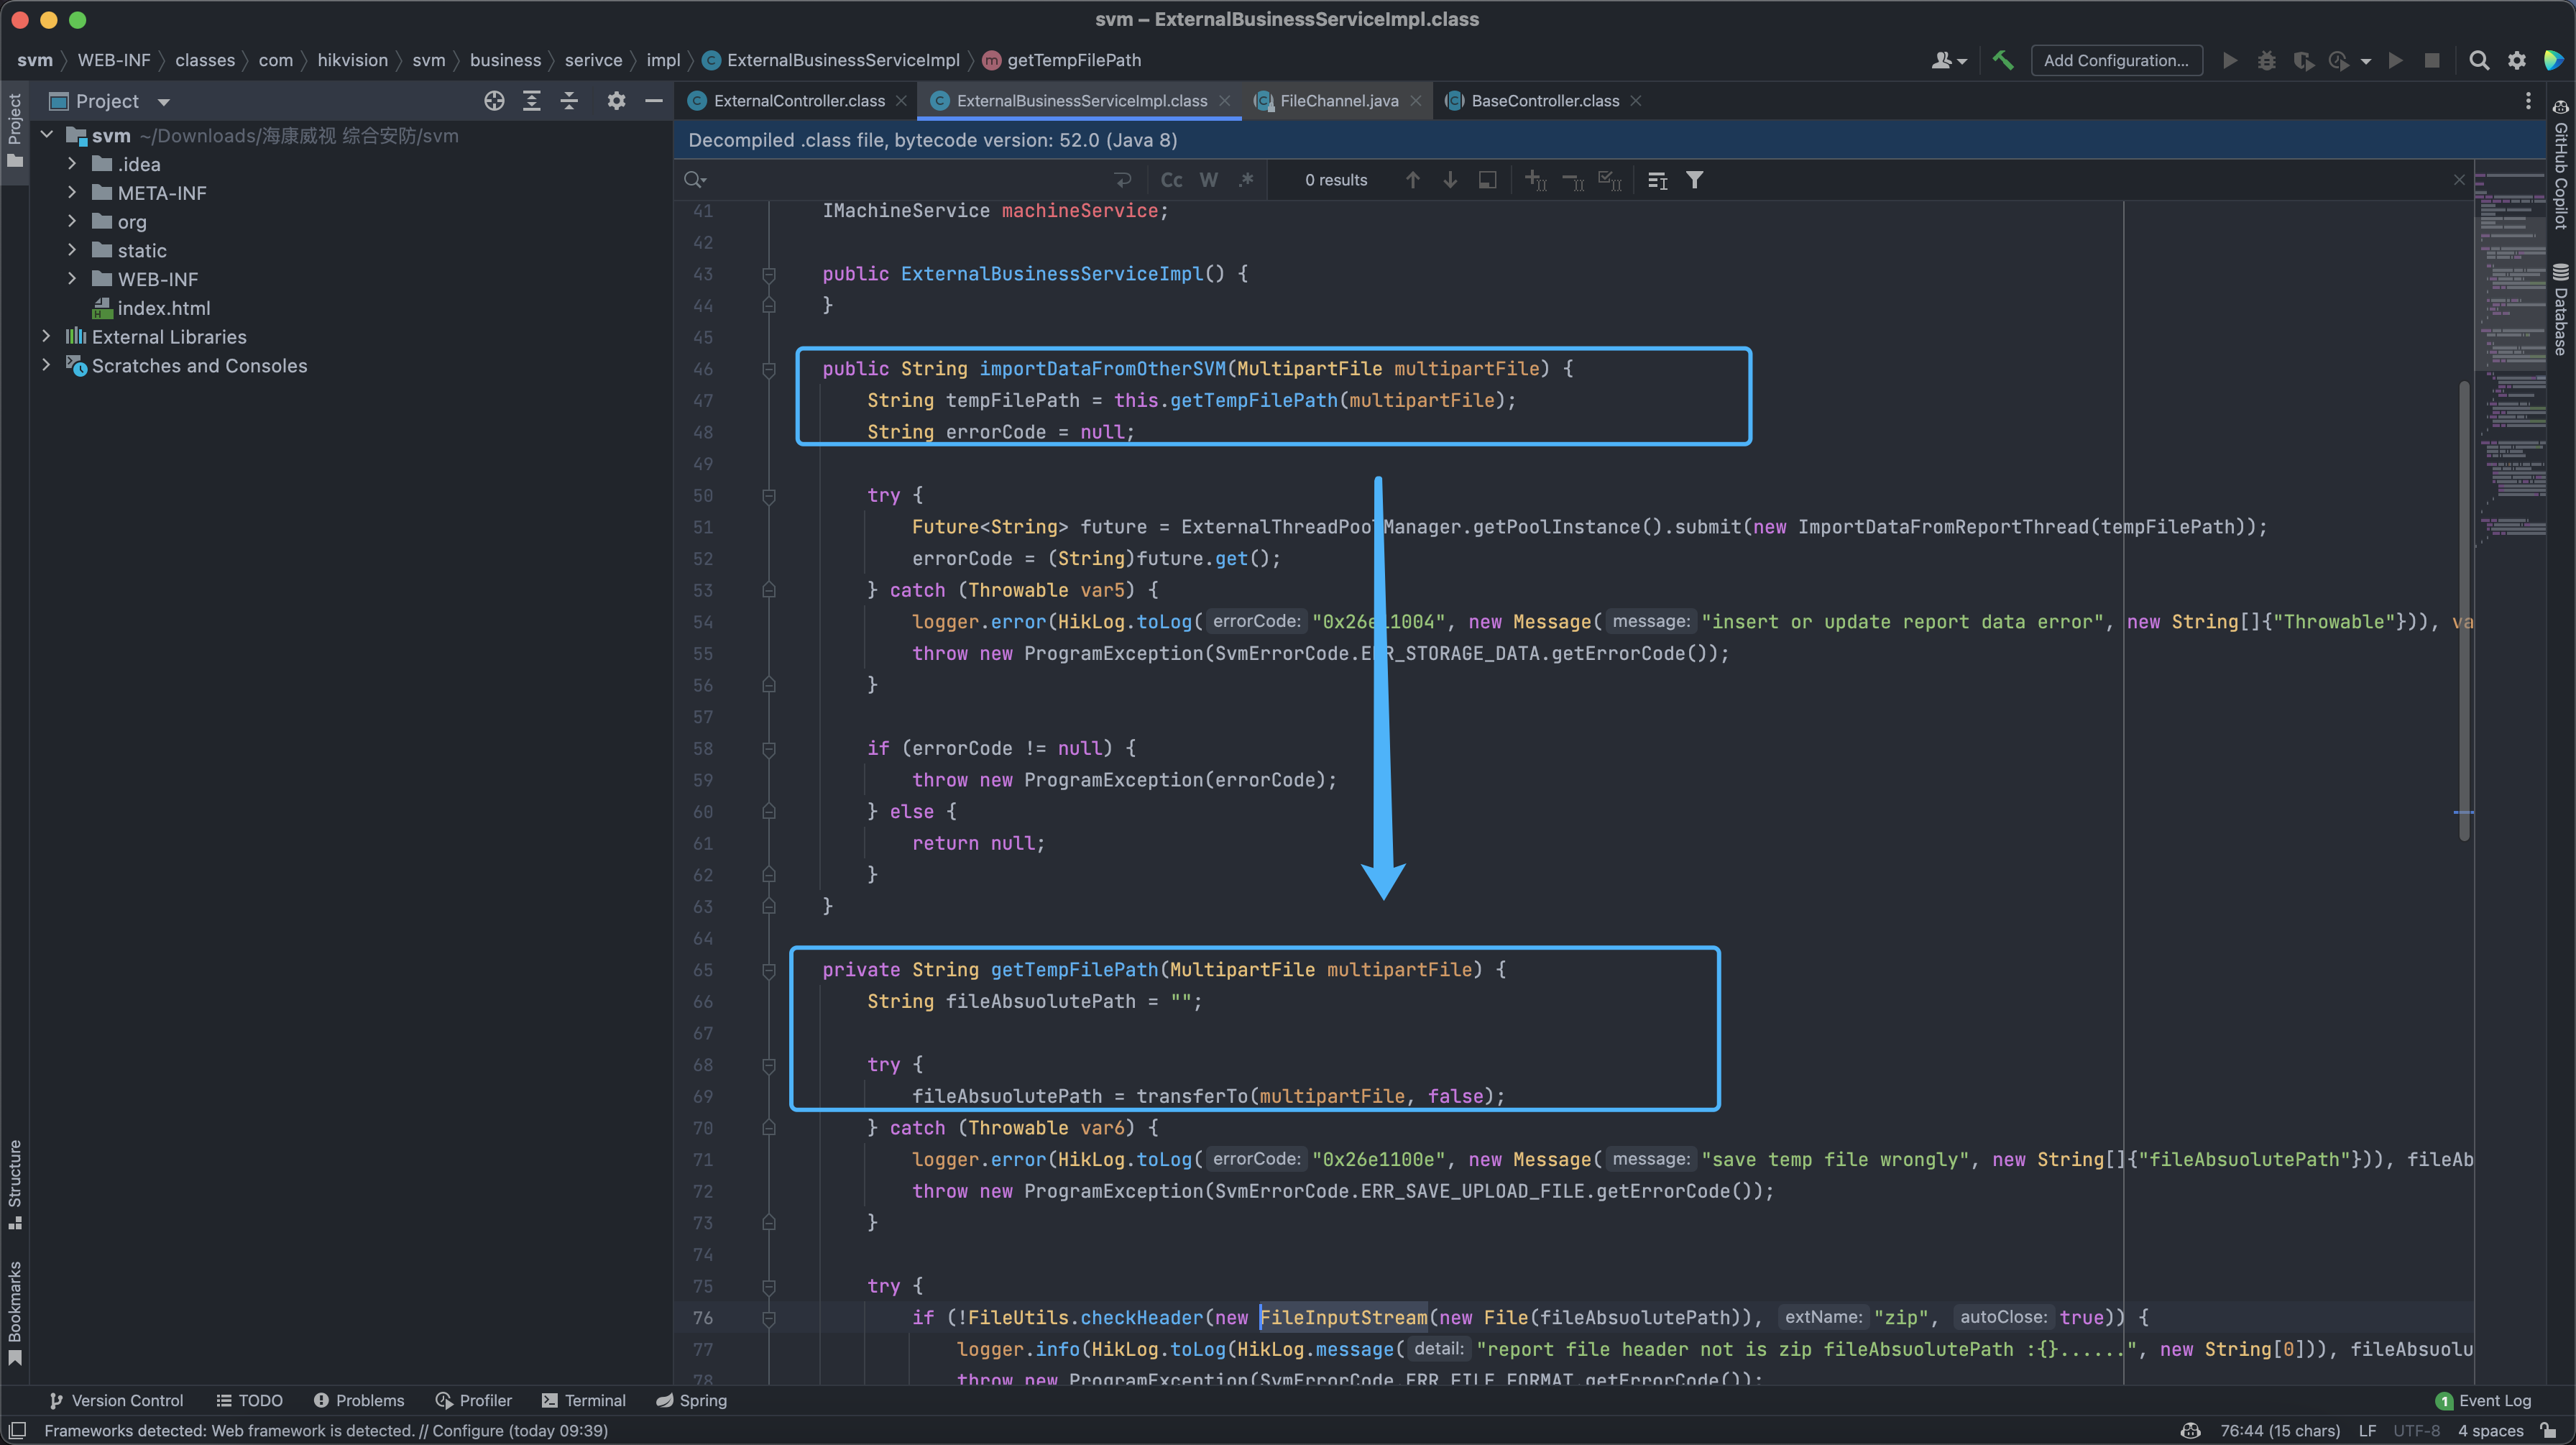 svm – ExternalBusinessServiceImpl.class
svm 〉 WEB-INF 〉 classes 〉 com 〉 hikvision 〉 svm 〉 business 〉 serivce 〉 impl 〉 ExternalBusinessServiceImpl 〉 getTempFilePath
Add Configuration...
Project
ExternalController.class
ExternalBusinessServiceImpl.class
FileChannel.java
BaseController.class
Decompiled .class file, bytecode version: 52.0 (Java 8)
Cc W .* 0 results
Project
svm ~/Downloads/海康威视 综合安防/svm
.idea
META-INF
org
static
WEB-INF
index.html
External Libraries
Scratches and Consoles
Structure
Bookmarks
GitHub Copilot
Database
41 IMachineService machineService;
42
43 public ExternalBusinessServiceImpl() {
44 }
45
46 public String importDataFromOtherSVM(MultipartFile multipartFile) {
47 String tempFilePath = this.getTempFilePath(multipartFile);
48 String errorCode = null;
49
50 try {
51 Future<String> future = ExternalThreadPoolManager.getPoolInstance().submit(new ImportDataFromReportThread(tempFilePath));
52 errorCode = (String)future.get();
53 } catch (Throwable var5) {
54 logger.error(HikLog.toLog( errorCode: "0x26e11004", new Message( message: "insert or update report data error", new String[]{"Throwable"})), va
55 throw new ProgramException(SvmErrorCode.ERR_STORAGE_DATA.getErrorCode());
56 }
57
58 if (errorCode != null) {
59 throw new ProgramException(errorCode);
60 } else {
61 return null;
62 }
63 }
64
65 private String getTempFilePath(MultipartFile multipartFile) {
66 String fileAbsuolutePath = "";
67
68 try {
69 fileAbsuolutePath = transferTo(multipartFile, false);
70 } catch (Throwable var6) {
71 logger.error(HikLog.toLog( errorCode: "0x26e1100e", new Message( message: "save temp file wrongly", new String[]{"fileAbsuolutePath"})), fileAb
72 throw new ProgramException(SvmErrorCode.ERR_SAVE_UPLOAD_FILE.getErrorCode());
73 }
74
75 try {
76 if (!FileUtils.checkHeader(new FileInputStream(new File(fileAbsuolutePath)), extName: "zip", autoClose: true)) {
77 logger.info(HikLog.toLog(HikLog.message( detail: "report file header not is zip fileAbsuolutePath :{}......", new String[0])), fileAbsuolu
78 throw new ProgramException(SvmErrorCode.ERR_FILE_FORMAT.getErrorCode());
Version Control TODO Problems Profiler Terminal Spring
1 Event Log
Frameworks detected: Web framework is detected. // Configure (today 09:39)
76:44 (15 chars) LF UTF-8 4 spaces